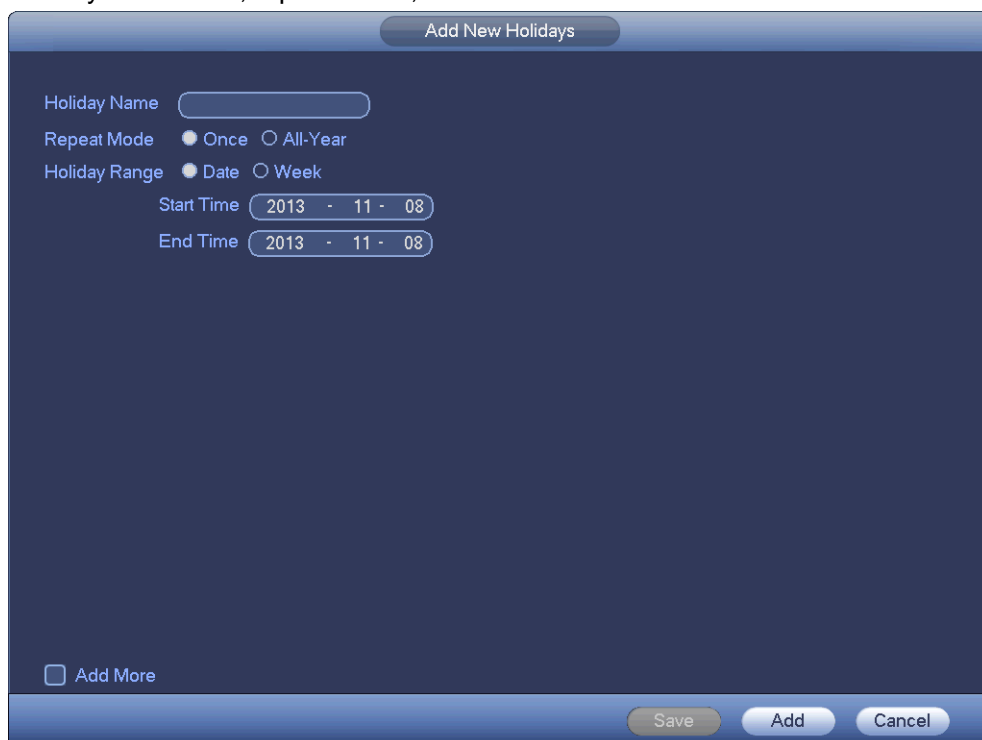 Add New Holidays
Holiday Name
Repeat Mode Once All-Year
Holiday Range Date Week
Start Time 2013 - 11 - 08
End Time 2013 - 11 - 08
Add More
Save Add Cancel